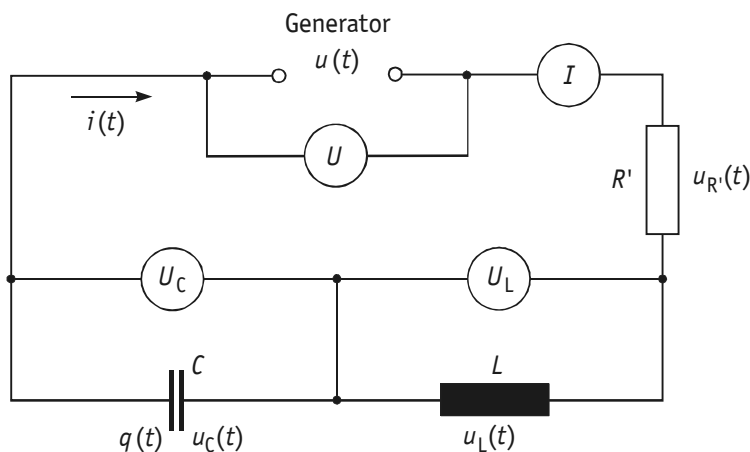 Generator
u(t)
I
i(t)
U
R' u_R'(t)
U_C U_L
C L
q(t) u_C(t) u_L(t)